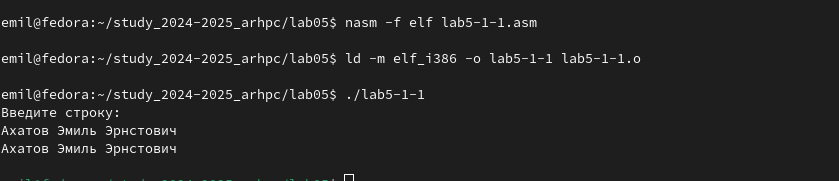 emil@fedora:~/study_2024-2025_arhpc/lab05$ nasm -f elf lab5-1-1.asm
emil@fedora:~/study_2024-2025_arhpc/lab05$ ld -m elf_i386 -o lab5-1-1 lab5-1-1.o
emil@fedora:~/study_2024-2025_arhpc/lab05$ ./lab5-1-1
Введите строку:
Ахатов Эмиль Эрнстович
Ахатов Эмиль Эрнстович